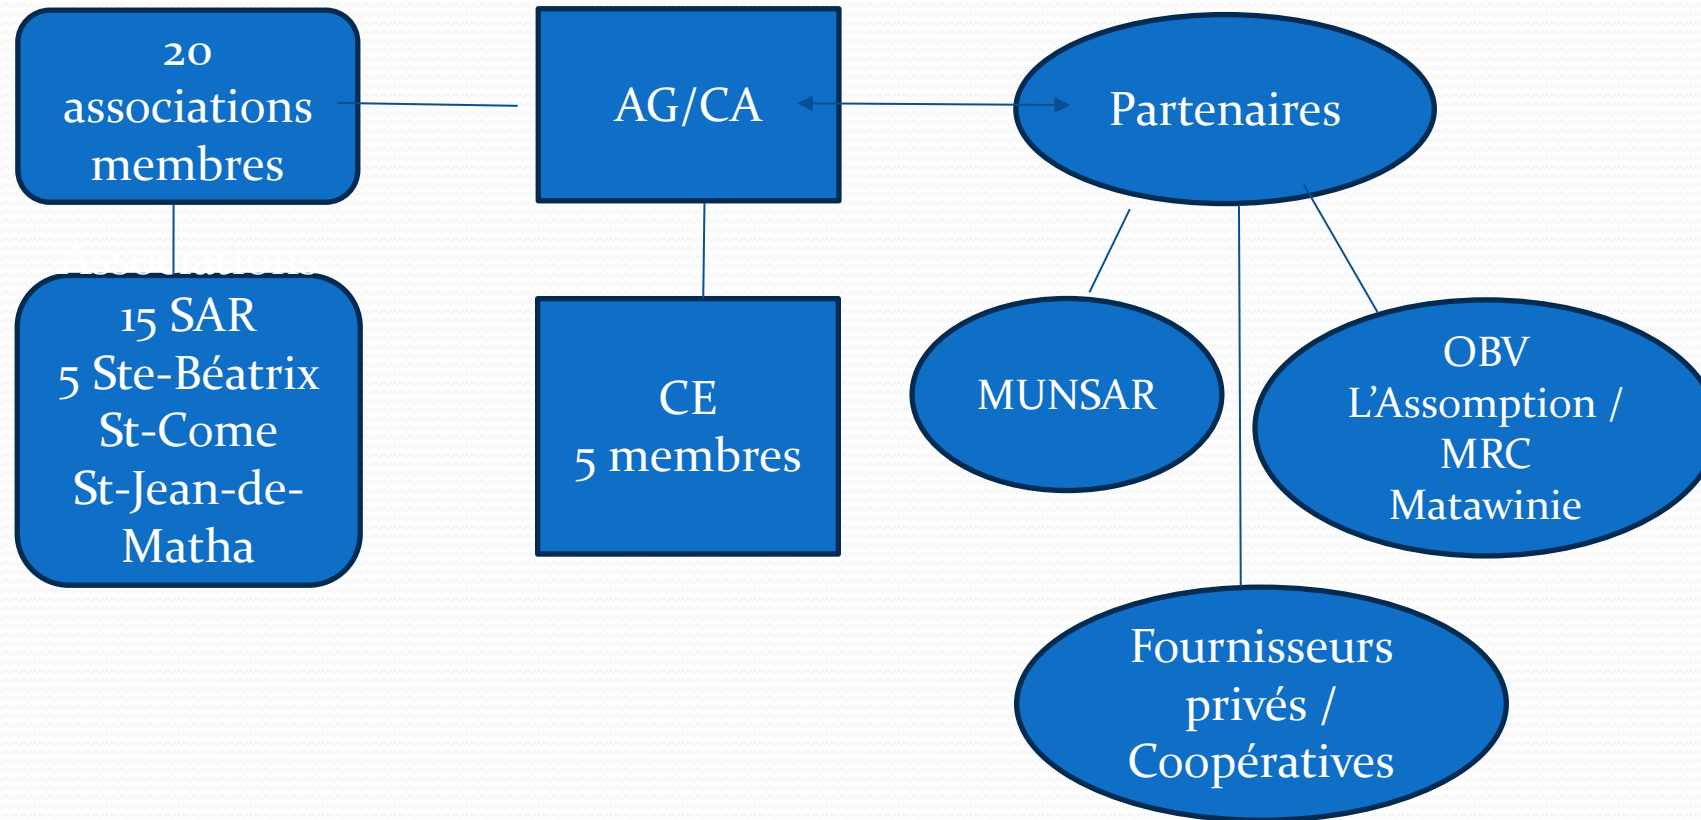 20
associations
membres
AG/CA
Partenaires
15 SAR
5 Ste-Béatrix
St-Come
St-Jean-de-
Matha
CE
5 membres
MUNSAR
OBV
L'Assomption /
MRC
Matawinie
Fournisseurs
privés /
Coopératives